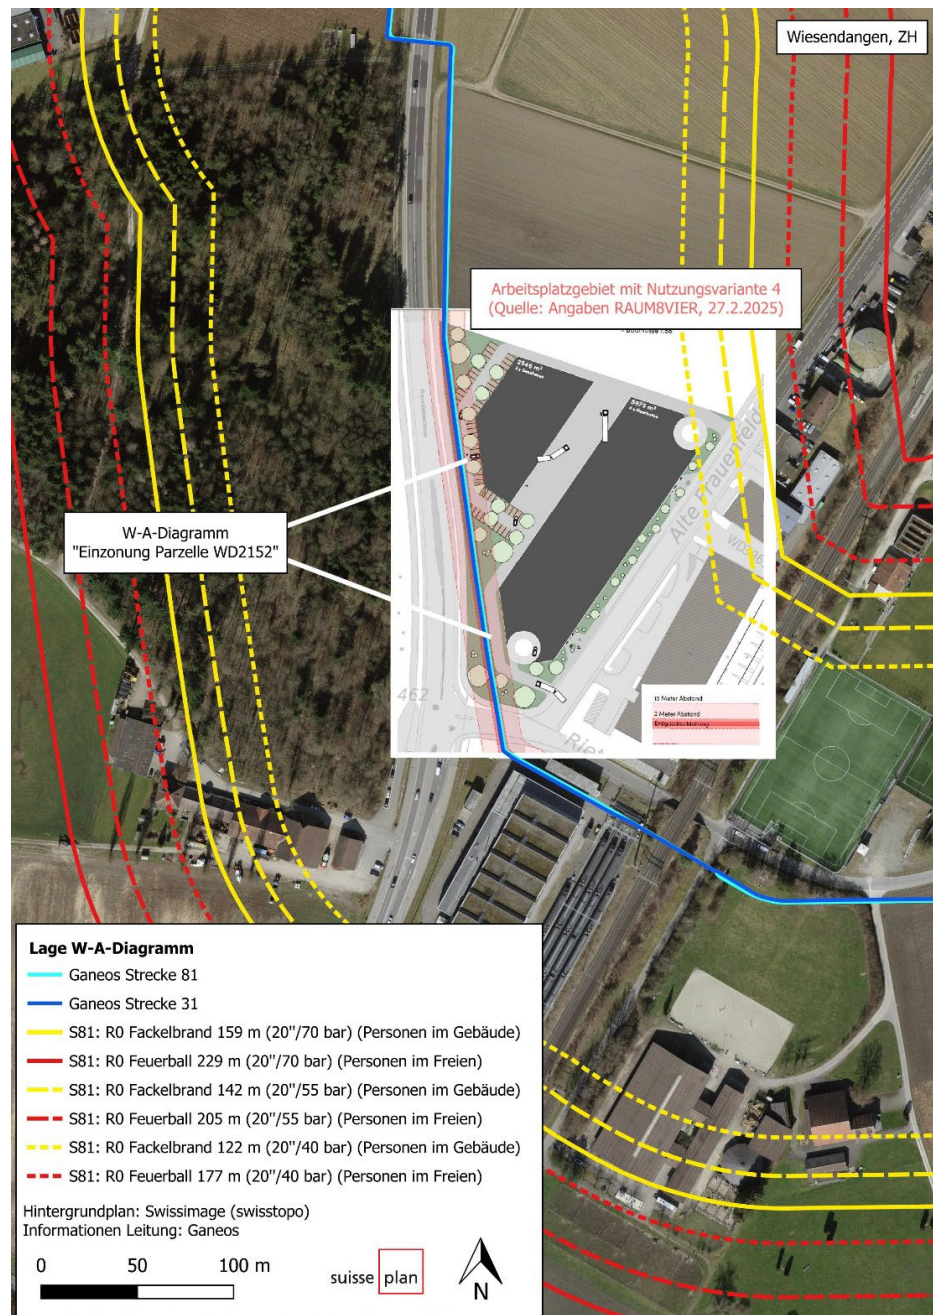 Wiesendangen, ZH
Arbeitsplatzgebiet mit Nutzungsvariante 4
(Quelle: Angaben RAUM8VIER, 27.2.2025)
2546 m²
5975 m²
Alte Frauenfeld
W-A-Diagramm
"Einzonung Parzelle WD2152"
462
Riet
10 Meter Abstand
2 Meter Abstand
Lage W-A-Diagramm
Ganeos Strecke 81
Ganeos Strecke 31
S81: R0 Fackelbrand 159 m (20"/70 bar) (Personen im Gebäude)
S81: R0 Feuerball 229 m (20"/70 bar) (Personen im Freien)
S81: R0 Fackelbrand 142 m (20"/55 bar) (Personen im Gebäude)
S81: R0 Feuerball 205 m (20"/55 bar) (Personen im Freien)
S81: R0 Fackelbrand 122 m (20"/40 bar) (Personen im Gebäude)
S81: R0 Feuerball 177 m (20"/40 bar) (Personen im Freien)
Hintergrundplan: Swissimage (swisstopo)
Informationen Leitung: Ganeos
0 50 100 m
suisse plan
N